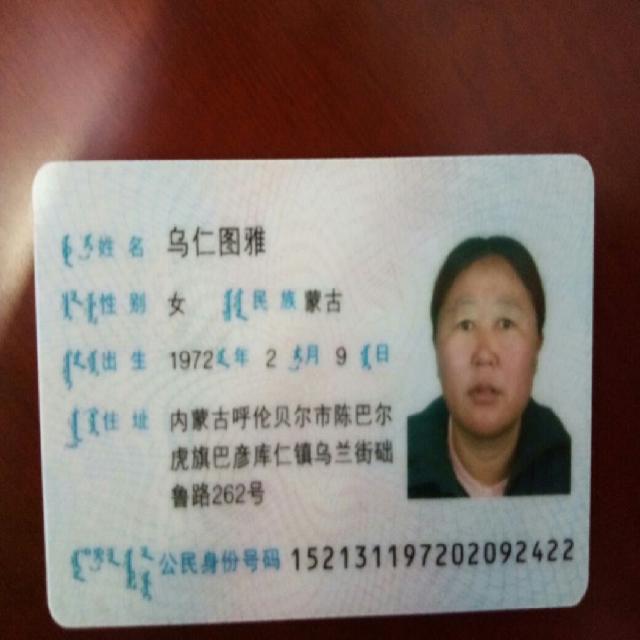 姓名 乌仁图雅
性别 女 民族 蒙古
出生 1972 年 2 月 9 日
住址 内蒙古呼伦贝尔市陈巴尔
虎旗巴彦库仁镇乌兰街础
鲁路262号
公民身份号码 152131197202092422